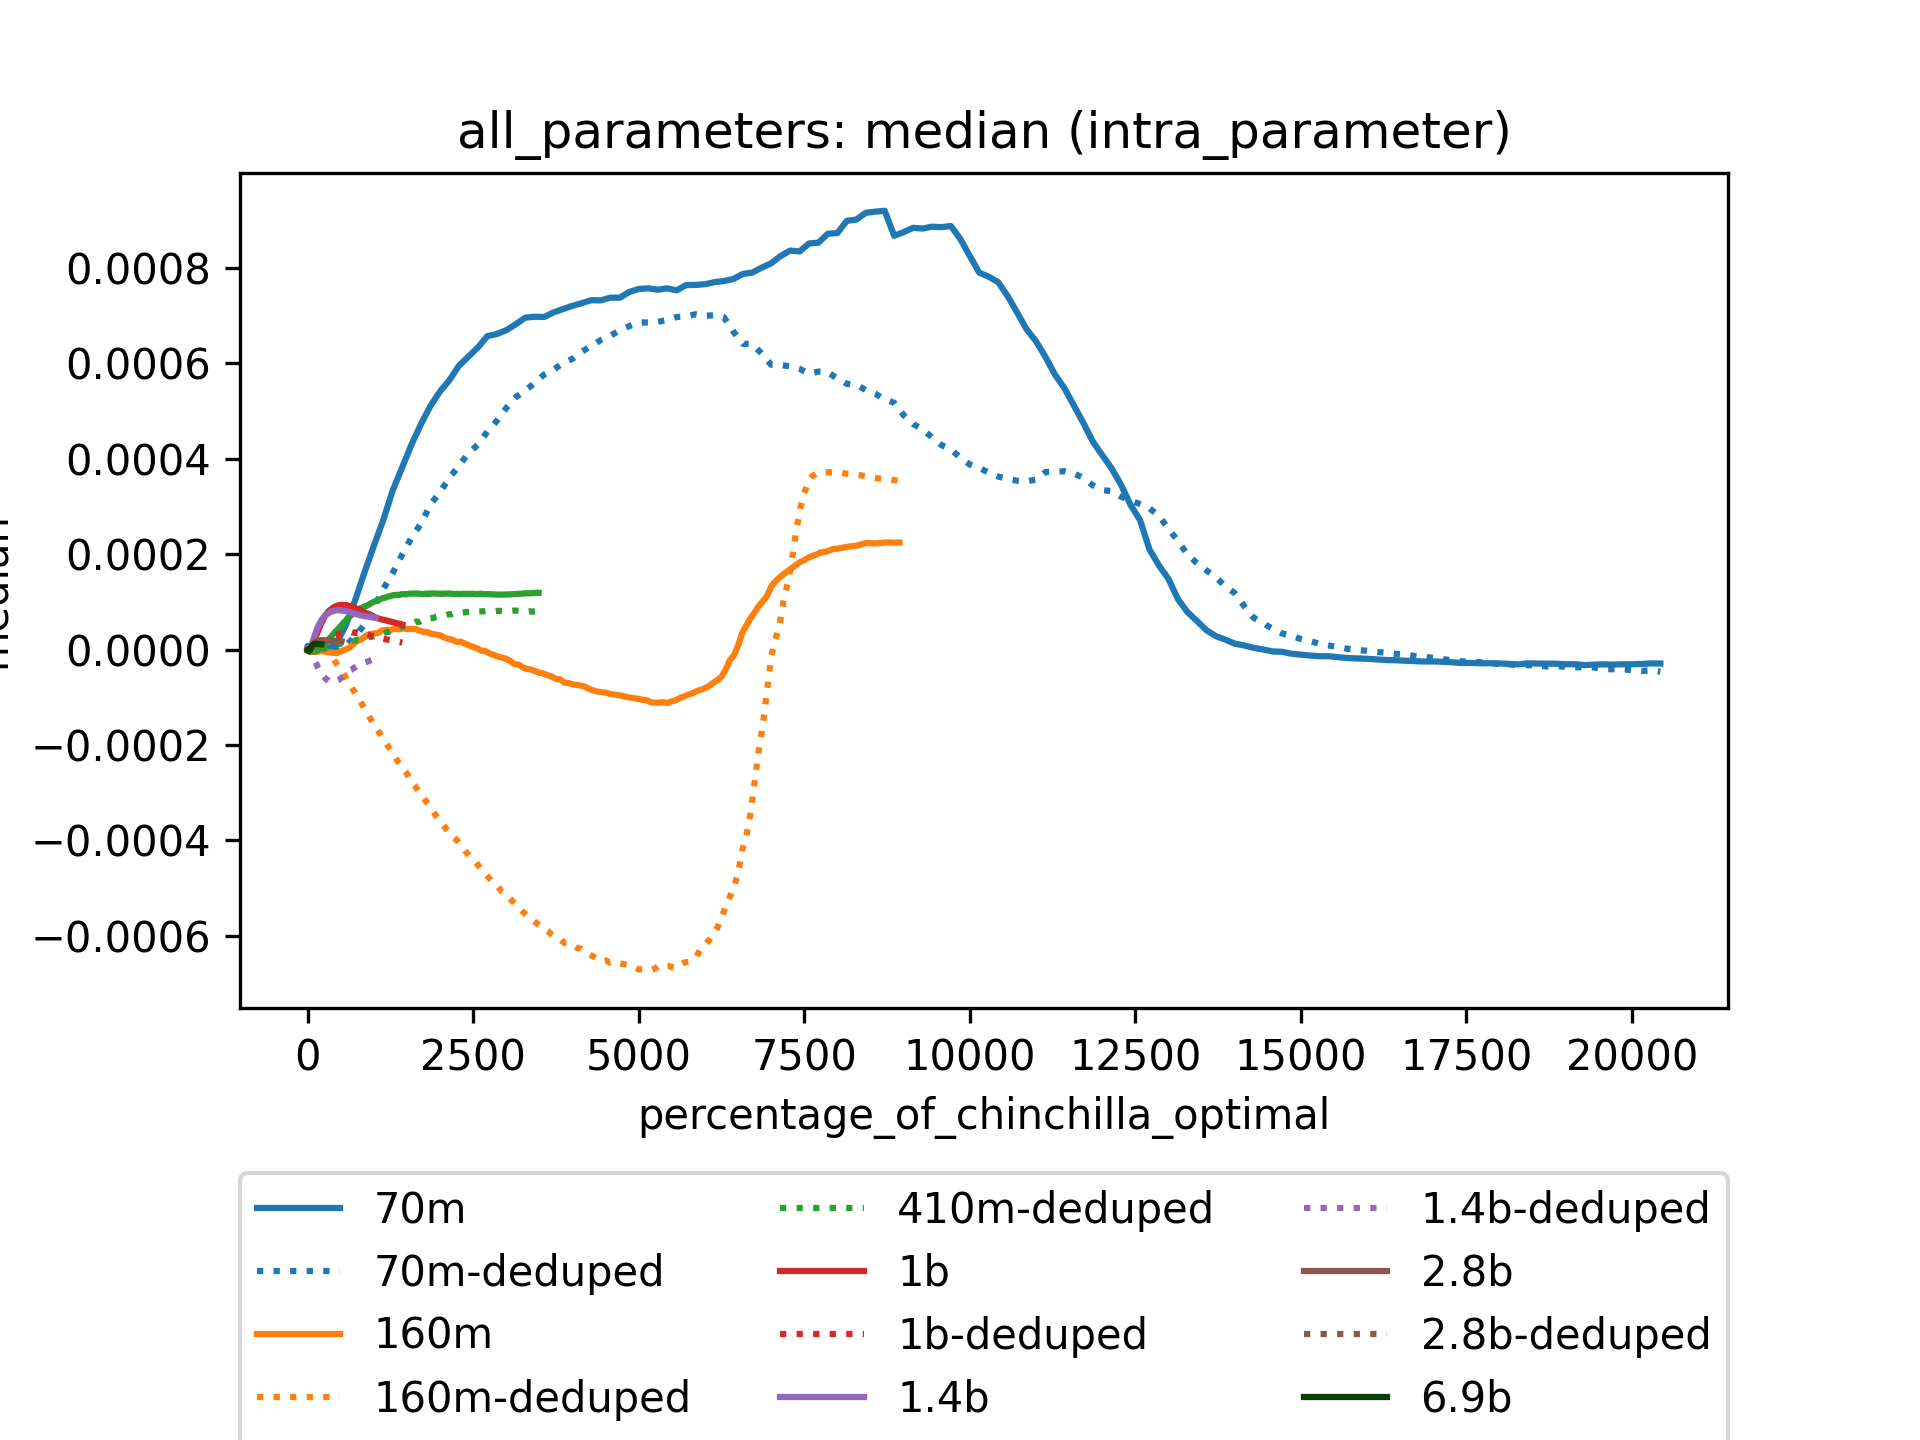 all_parameters: median (intra_parameter)
0.0008
0.0006
0.0004
0.0002
0.0000
−0.0002
−0.0004
−0.0006
0 2500 5000 7500 10000 12500 15000 17500 20000
percentage_of_chinchilla_optimal
70m 410m-deduped 1.4b-deduped
70m-deduped 1b 2.8b
160m 1b-deduped 2.8b-deduped
160m-deduped 1.4b 6.9b